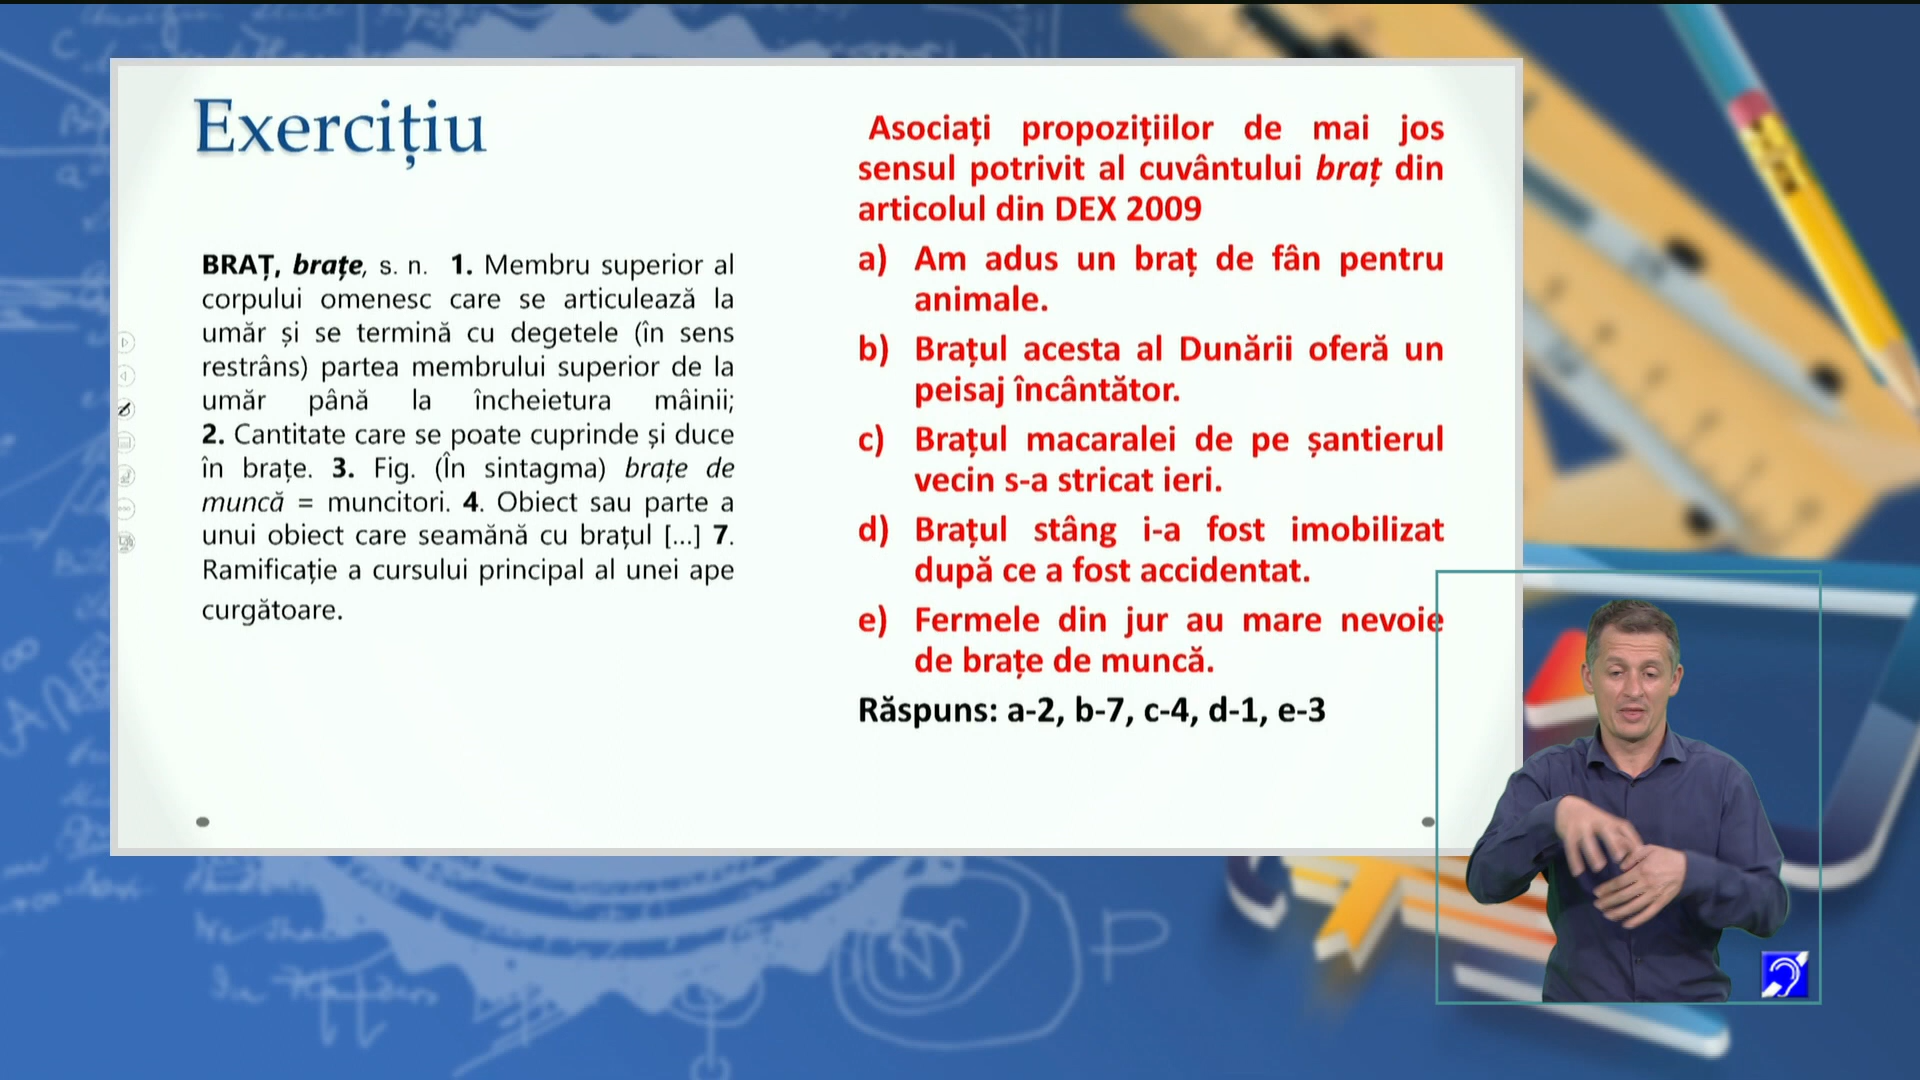 Exercițiu
BRAȚ, brațe, s. n. 1. Membru superior al
corpului omenesc care se articulează la
umăr și se termină cu degetele (în sens
restrâns) partea membrului superior de la
umăr până la încheietura mâinii;
2. Cantitate care se poate cuprinde și duce
în brațe. 3. Fig. (În sintagma) brațe de
muncă = muncitori. 4. Obiect sau parte a
unui obiect care seamănă cu brațul [...] 7.
Ramificație a cursului principal al unei ape
curgătoare.
Asociați propozițiilor de mai jos
sensul potrivit al cuvântului braț din
articolul din DEX 2009
a) Am adus un braț de fân pentru
animale.
b) Brațul acesta al Dunării oferă un
peisaj încântător.
c) Brațul macaralei de pe șantierul
vecin s-a stricat ieri.
d) Brațul stâng i-a fost imobilizat
după ce a fost accidentat.
e) Fermele din jur au mare nevoie
de brațe de muncă.
Răspuns: a-2, b-7, c-4, d-1, e-3
N
P